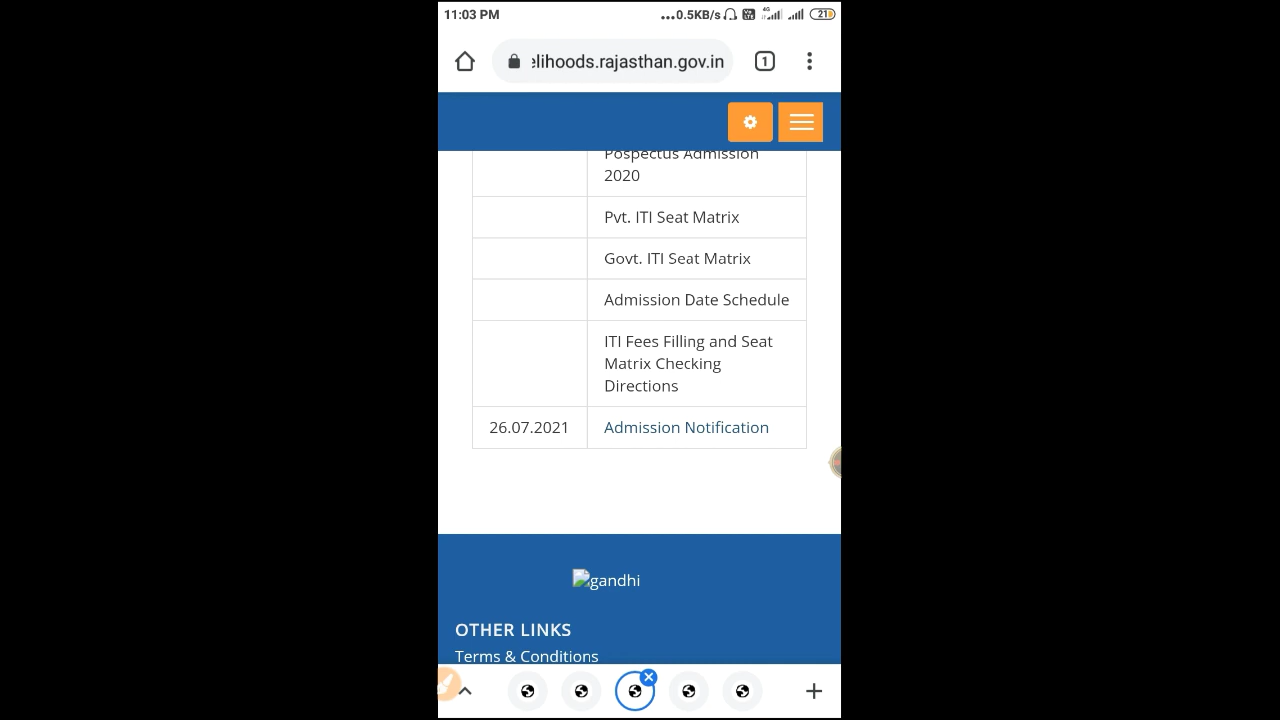 11:03 PM
...0.5KB/s 4G 21
elihoods.rajasthan.gov.in 1
Pospectus Admission
2020
Pvt. ITI Seat Matrix
Govt. ITI Seat Matrix
Admission Date Schedule
ITI Fees Filling and Seat
Matrix Checking
Directions
26.07.2021 Admission Notification
gandhi
OTHER LINKS
Terms & Conditions